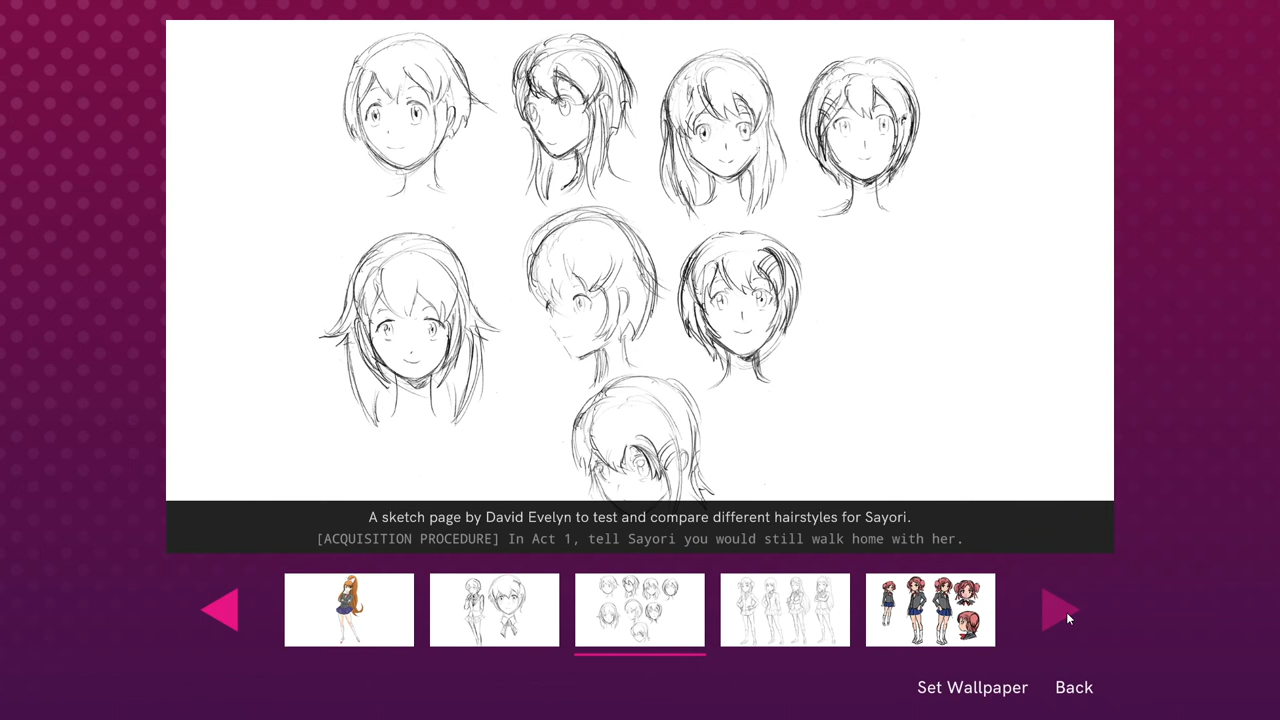 A sketch page by David Evelyn to test and compare different hairstyles for Sayori.
[ACQUISITION PROCEDURE] In Act 1, tell Sayori you would still walk home with her.
Set Wallpaper
Back